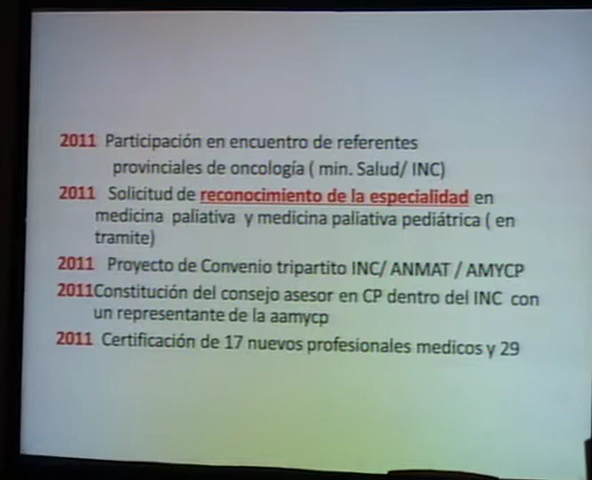 2011 Participación en encuentro de referentes
provinciales de oncología ( min. Salud/ INC)
2011 Solicitud de reconocimiento de la especialidad en
medicina paliativa y medicina paliativa pediátrica ( en
tramite)
2011 Proyecto de Convenio tripartito INC/ ANMAT / AMYCP
2011Constitución del consejo asesor en CP dentro del INC con
un representante de la aamycp
2011 Certificación de 17 nuevos profesionales medicos y 29